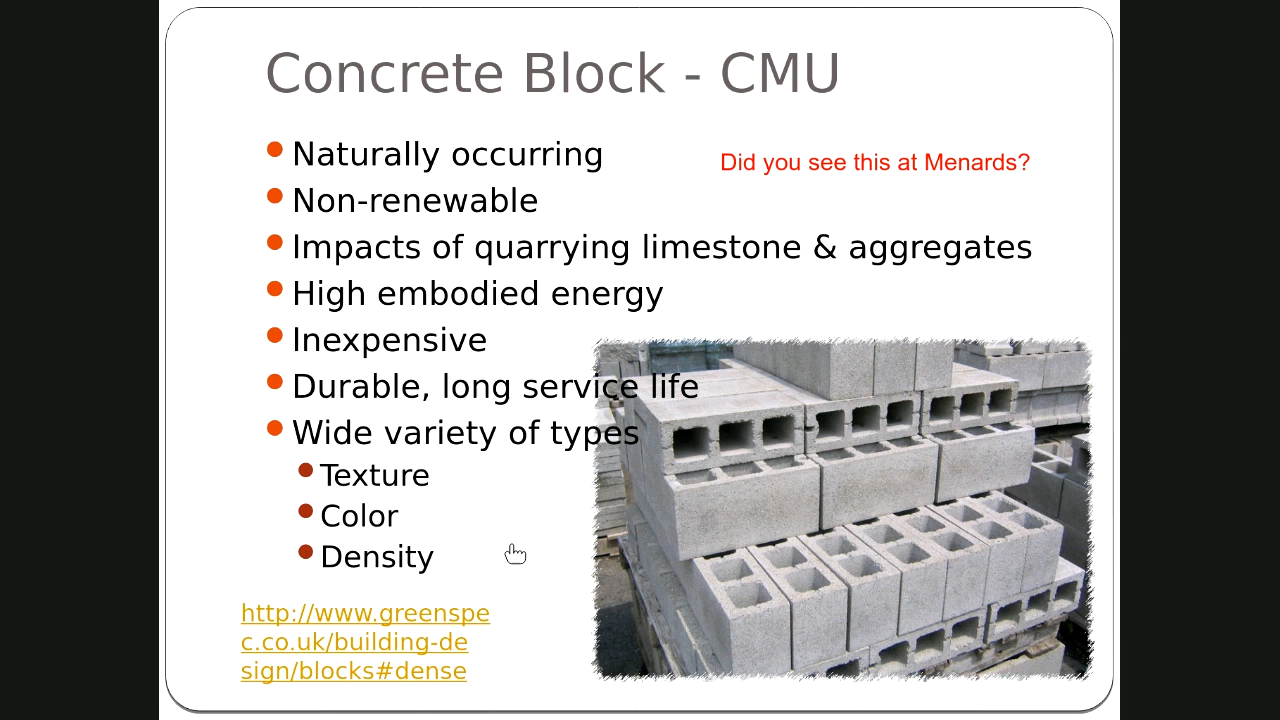 Concrete Block - CMU
Naturally occurring
Did you see this at Menards?
Non-renewable
Impacts of quarrying limestone & aggregates
High embodied energy
Inexpensive
Durable, long service life
Wide variety of types
Texture
Color
Density
http://www.greenspe
c.co.uk/building-de
sign/blocks#dense